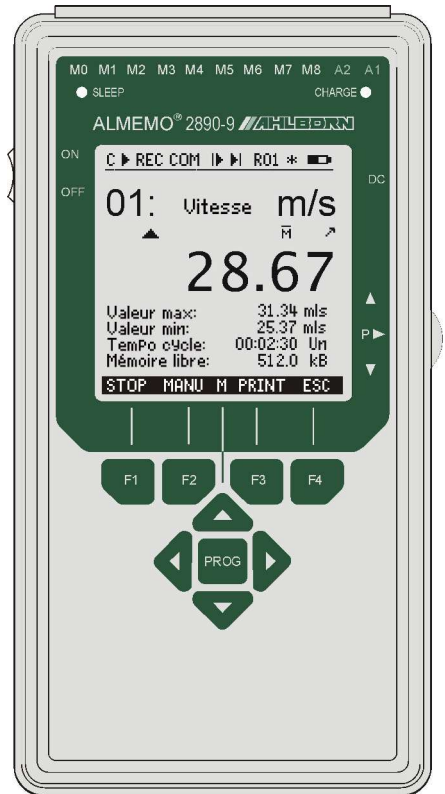 M0 M1 M2 M3 M4 M5 M6 M7 M8 A2 A1
SLEEP CHARGE
ALMEMO® 2890-9 AHLBORN
ON
OFF
DC
C ▶ REC COM I▶ ▶I R01 *
01: Vitesse m/s
M̅ ↗
28.67
Valeur max: 31.34 mls
Valeur min: 25.37 mls
TemPo cycle: 00:02:30 Un
Mémoire libre: 512.0 kB
P▶
STOP MANU M PRINT ESC
F1 F2 F3 F4
PROG